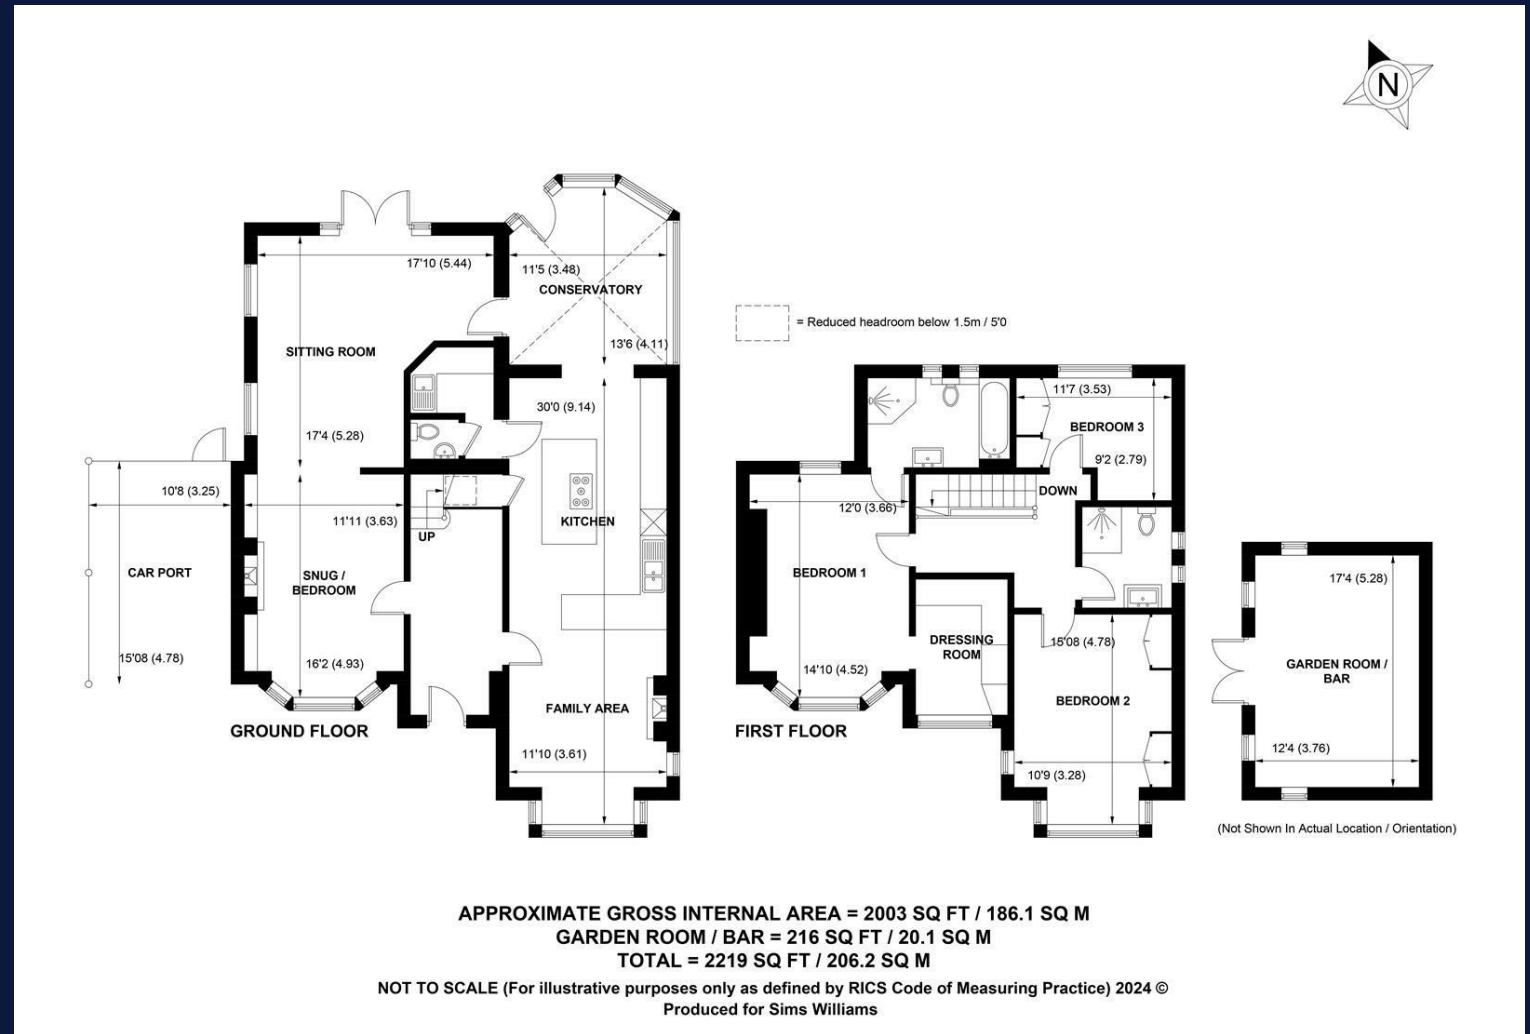 N
17'10 (5.44)
11'5 (3.48)
CONSERVATORY
13'6 (4.11)
SITTING ROOM
17'4 (5.28)
30'0 (9.14)
10'8 (3.25)
11'11 (3.63)
UP
KITCHEN
CAR PORT
SNUG /
BEDROOM
15'08 (4.78)
16'2 (4.93)
FAMILY AREA
11'10 (3.61)
GROUND FLOOR
= Reduced headroom below 1.5m / 5'0
11'7 (3.53)
BEDROOM 3
9'2 (2.79)
DOWN
12'0 (3.66)
BEDROOM 1
DRESSING
ROOM
15'08 (4.78)
14'10 (4.52)
BEDROOM 2
10'9 (3.28)
FIRST FLOOR
17'4 (5.28)
GARDEN ROOM /
BAR
12'4 (3.76)
(Not Shown In Actual Location / Orientation)
APPROXIMATE GROSS INTERNAL AREA = 2003 SQ FT / 186.1 SQ M
GARDEN ROOM / BAR = 216 SQ FT / 20.1 SQ M
TOTAL = 2219 SQ FT / 206.2 SQ M
NOT TO SCALE (For illustrative purposes only as defined by RICS Code of Measuring Practice) 2024 ©
Produced for Sims Williams